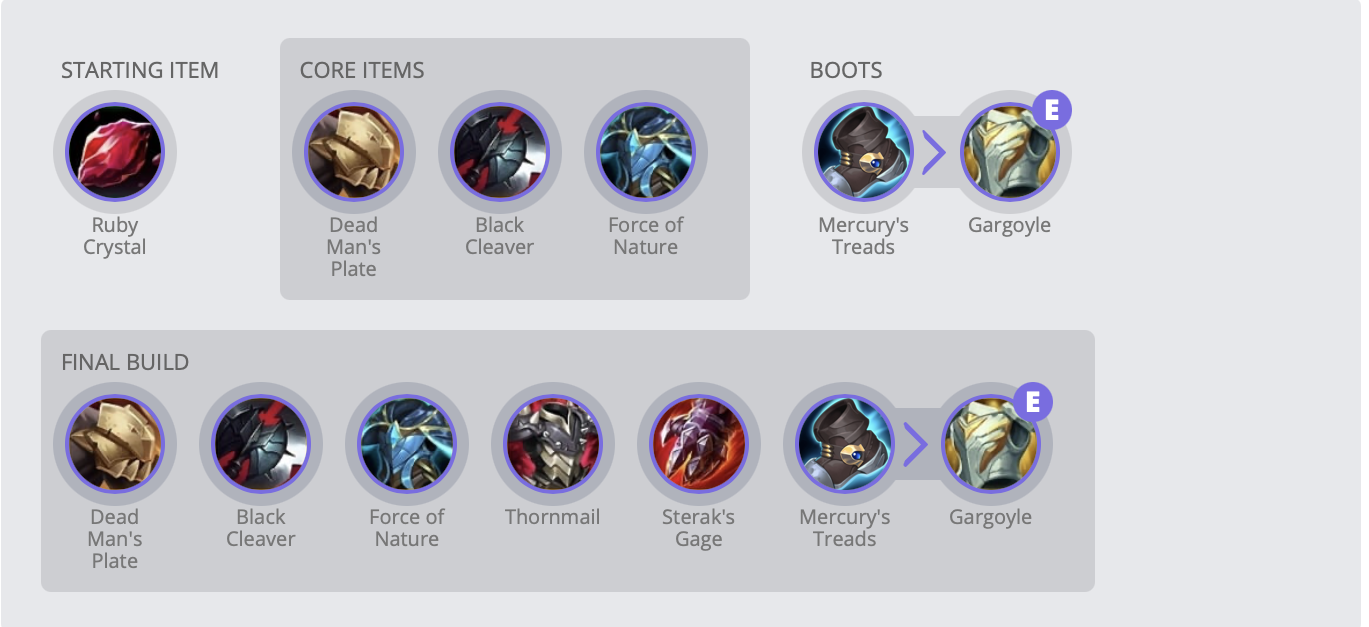 STARTING ITEM
Ruby
Crystal
CORE ITEMS
Dead
Man's
Plate
Black
Cleaver
Force of
Nature
BOOTS
Mercury's
Treads
E
Gargoyle
FINAL BUILD
Dead
Man's
Plate
Black
Cleaver
Force of
Nature
Thornmail
Sterak's
Gage
Mercury's
Treads
E
Gargoyle